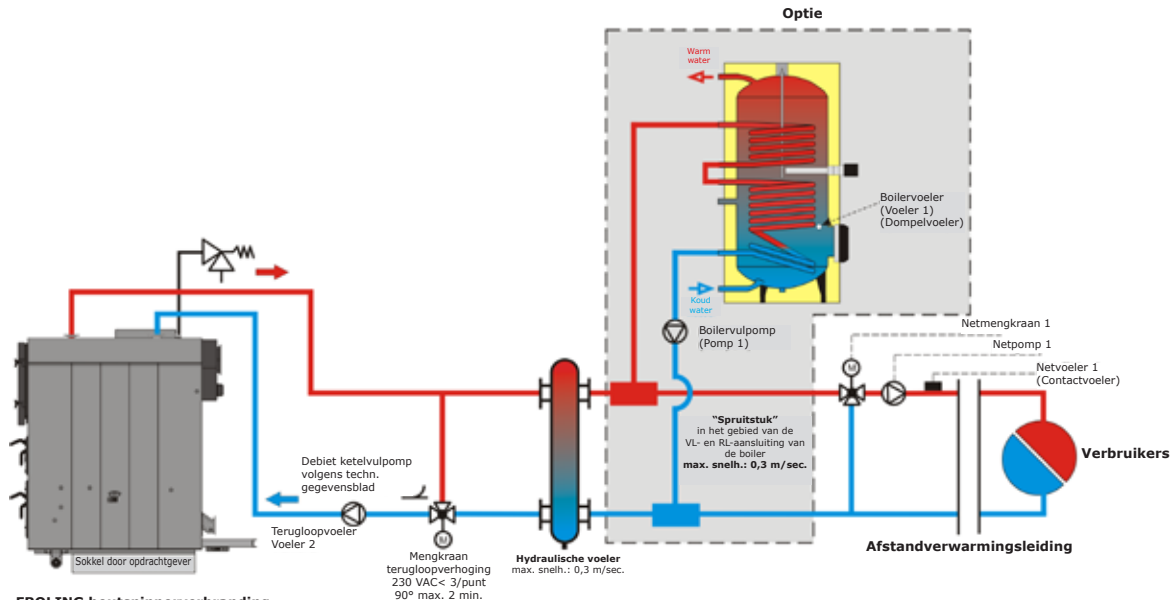 Optie
Warm
water
Boilervoeler
(Voeler 1)
(Dompelvoeler)
Koud
water
Boilervulpomp
(Pomp 1)
Netmengkraan 1
Netpomp 1
Netvoeler 1
(Contactvoeler)
M
"Spruitstuk"
in het gebied van de
VL- en RL-aansluiting van
de boiler
max. snelh.: 0,3 m/sec.
Verbruikers
Debiet ketelvulpomp
volgens techn.
gegevensblad
Terugloopvoeler
Voeler 2
M
Sokkel door opdrachtgever
Mengkraan
terugloopverhoging
230 VAC< 3/punt
90° max. 2 min.
Hydraulische voeler
max. snelh.: 0,3 m/sec.
Afstandverwarmingsleiding